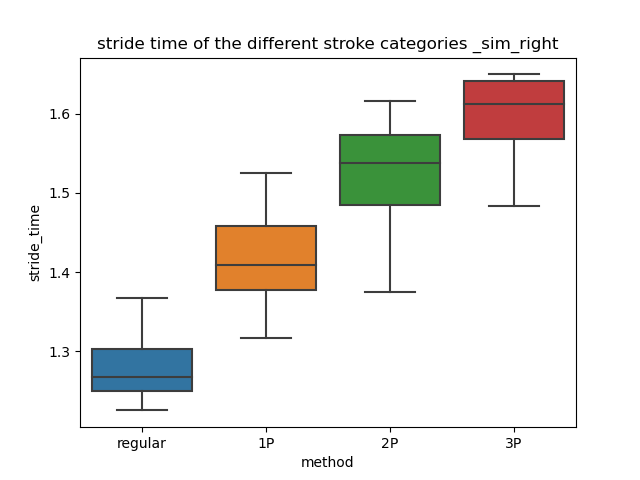 stride time of the different stroke categories _sim_right
1.6
1.5
1.4
1.3
stride_time
regular 1P 2P 3P
method